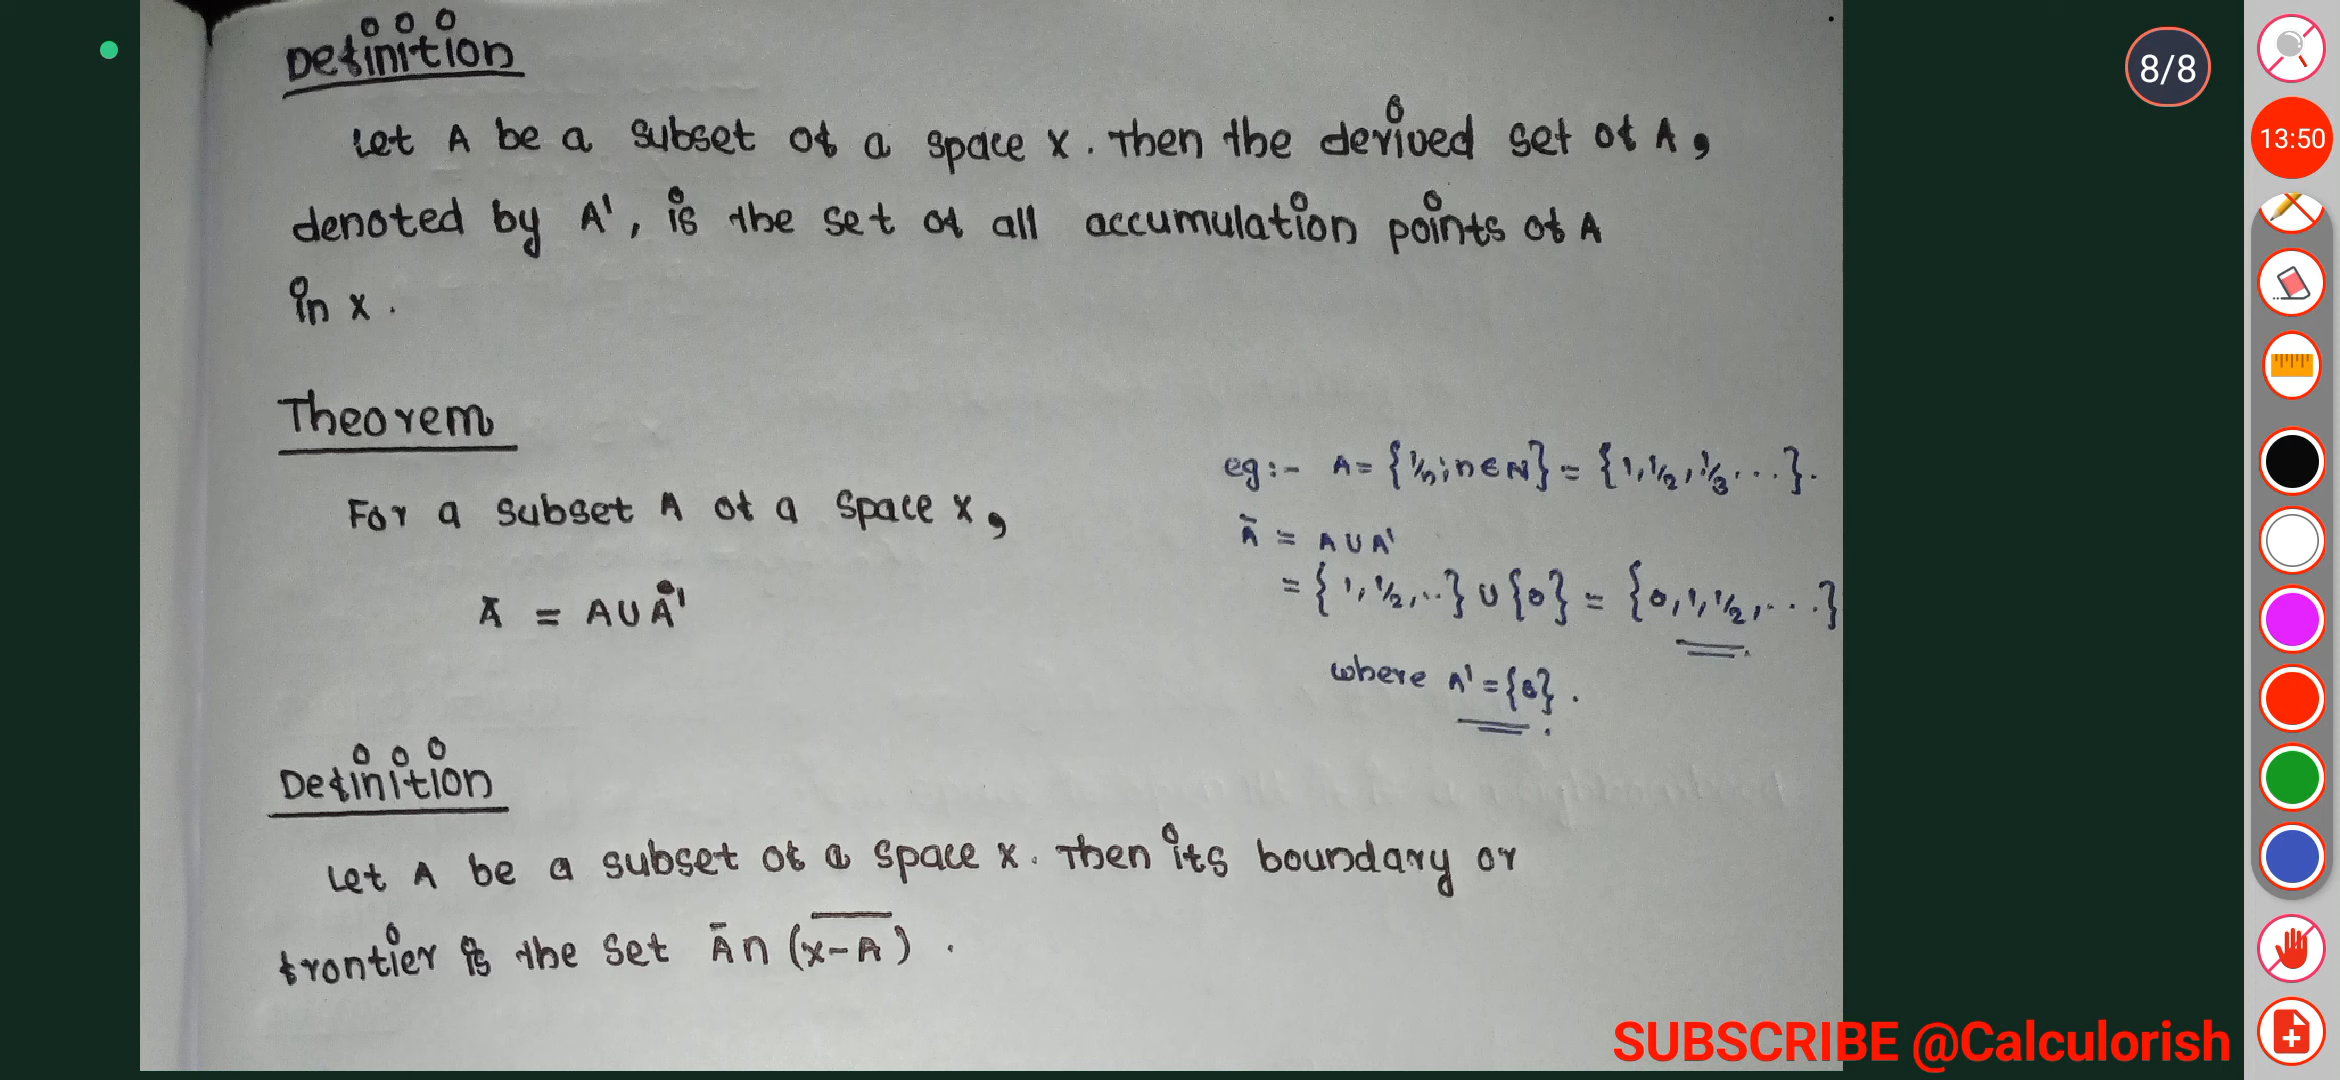 Definition
8/8
Let A be a subset of a space X. Then the derived set of A,
13:50
denoted by A', is the set of all accumulation points of A
in X.
Theorem
For a subset A of a space X,
Ā = A ∪ A'
eg:- A = {1/n ; n ∈ N} = {1, 1/2, 1/3, ...}.
Ā = A ∪ A'
= {1, 1/2, ..} ∪ {0} = {0, 1, 1/2, ....}
where A' = {0}.
Definition
Let A be a subset of a space X. Then its boundary or
frontier is the set Ā ∩ (X̅-̅A̅).
SUBSCRIBE @Calculorish